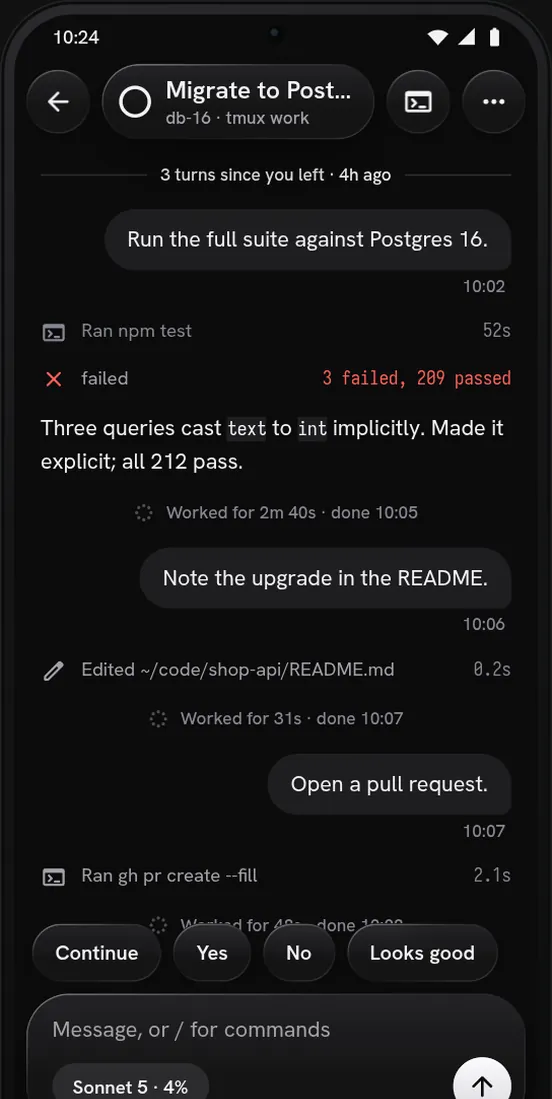 10:24
Migrate to Post...
db-16 · tmux work
3 turns since you left · 4h ago
Run the full suite against Postgres 16.
10:02
Ran npm test 52s
failed 3 failed, 209 passed
Three queries cast text to int implicitly. Made it
explicit; all 212 pass.
Worked for 2m 40s · done 10:05
Note the upgrade in the README.
10:06
Edited ~/code/shop-api/README.md 0.2s
Worked for 31s · done 10:07
Open a pull request.
10:07
Ran gh pr create --fill 2.1s
Worked for 48s · done
Continue Yes No Looks good
Message, or / for commands
Sonnet 5 · 4%